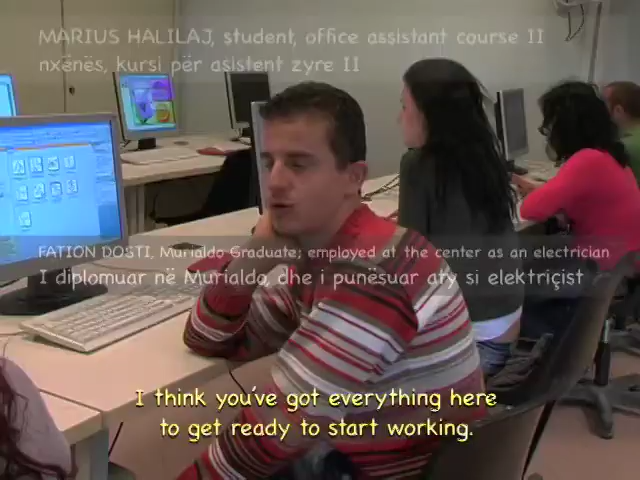 MARIUS HALILAJ, student, office assistant course II
nxënës, kursi për asistent zyre II
FATION DOSTI, Murialdo Graduate; employed at the center as an electrician
I diplomuar në Murialdo, dhe i punësuar aty si elektriçist
I think you've got everything here
to get ready to start working.